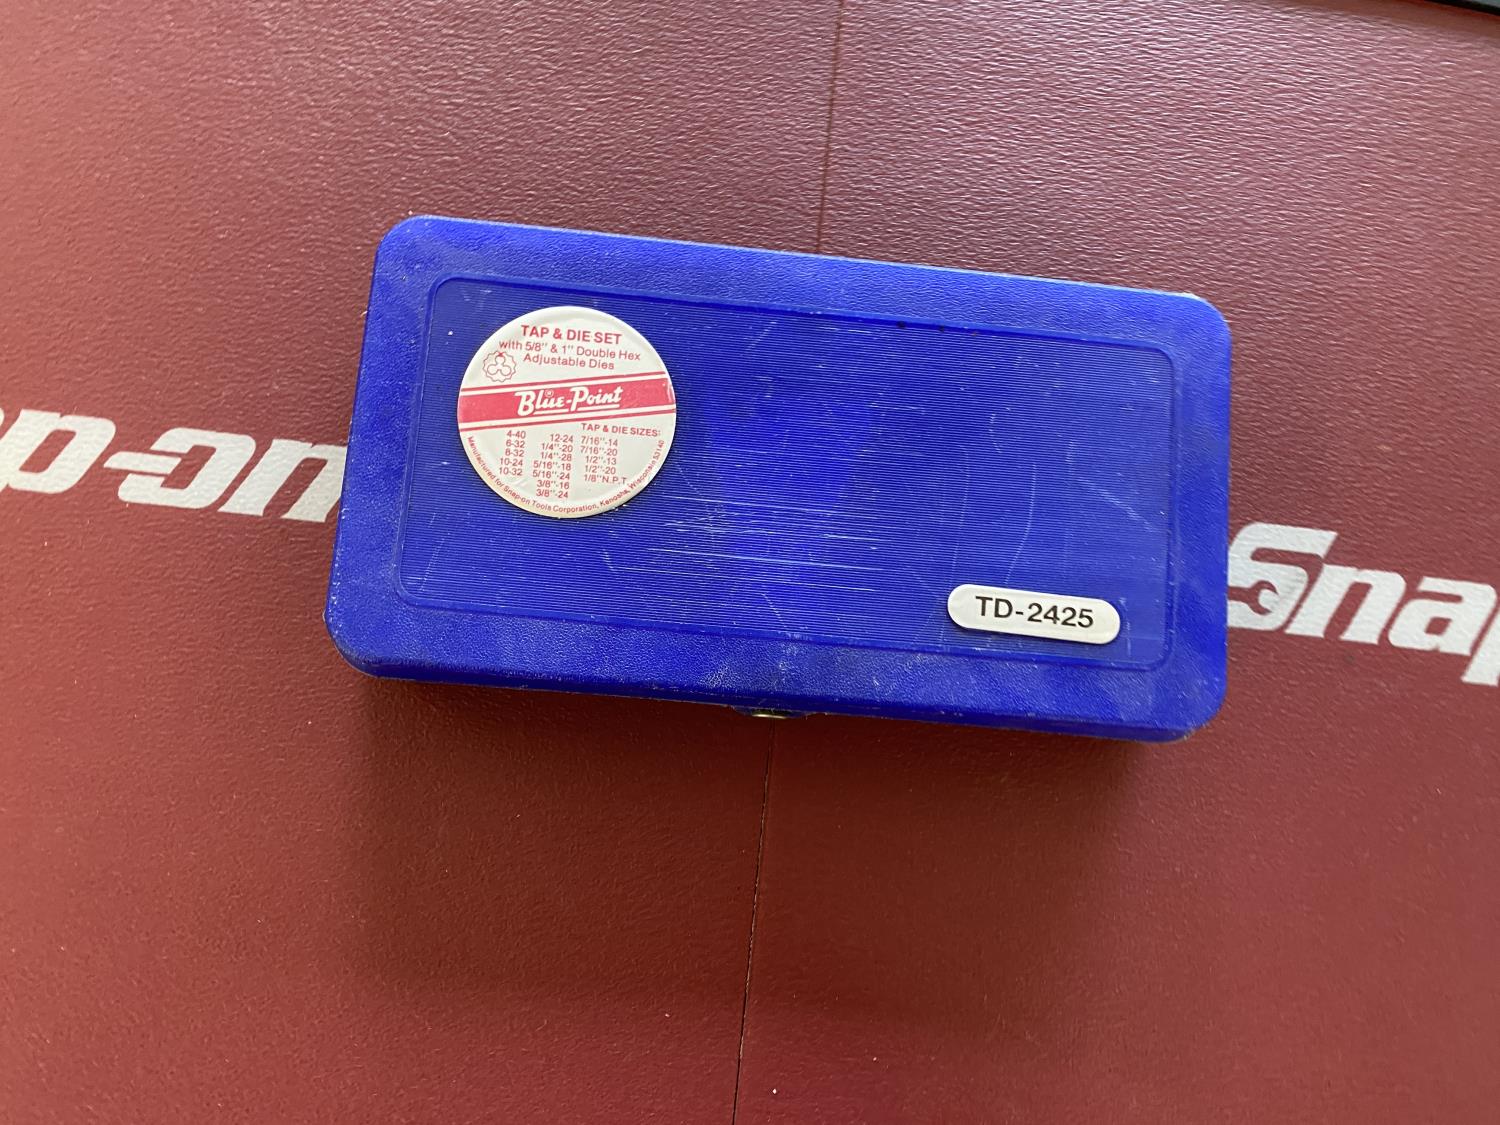 TAP & DIE SET
with 5/8" & 1" Double Hex
Adjustable Dies
Blue-Point
®
TAP & DIE SIZES:
4-40 12-24 7/16"-14
6-32 1/4"-20 7/16"-20
8-32 1/4"-28 1/2"-13
10-24 5/16"-18 1/2"-20
10-32 5/16"-24 1/8"N.P.T.
3/8"-16
3/8"-24
Manufactured for Snap-on Tools Corporation, Kenosha, Wisconsin 53140
TD-2425
ap-on
Snap